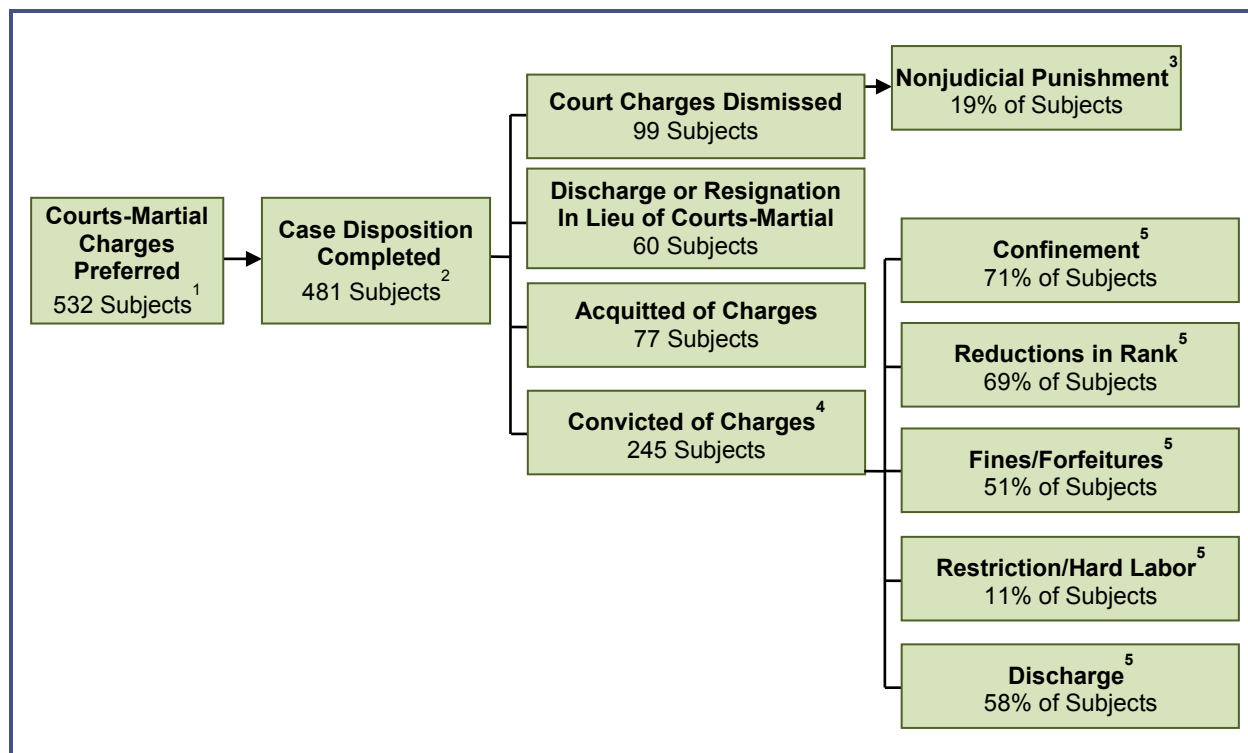 Courts-Martial
Charges
Preferred
532 Subjects1
Case Disposition
Completed
481 Subjects2
Court Charges Dismissed
99 Subjects
Nonjudicial Punishment3
19% of Subjects
Discharge or Resignation
In Lieu of Courts-Martial
60 Subjects
Acquitted of Charges
77 Subjects
Convicted of Charges4
245 Subjects
Confinement5
71% of Subjects
Reductions in Rank5
69% of Subjects
Fines/Forfeitures5
51% of Subjects
Restriction/Hard Labor5
11% of Subjects
Discharge5
58% of Subjects